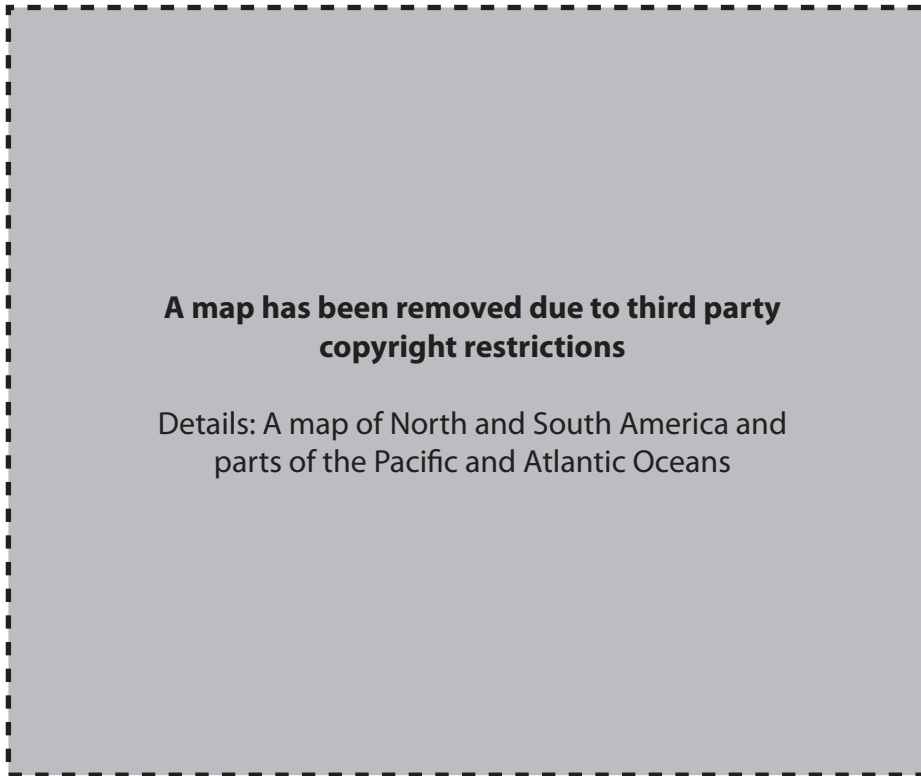 A map has been removed due to third party
copyright restrictions
Details: A map of North and South America and
parts of the Pacific and Atlantic Oceans